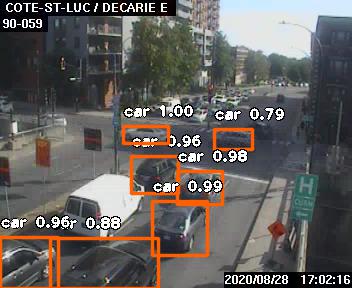 COTE-ST-LUC / DECARIE E
90-059
car 1.00
car 0.79
car 0.96
car 0.98
car 0.99
car 0.96
r 0.88
H
2020/08/28 17:02:16